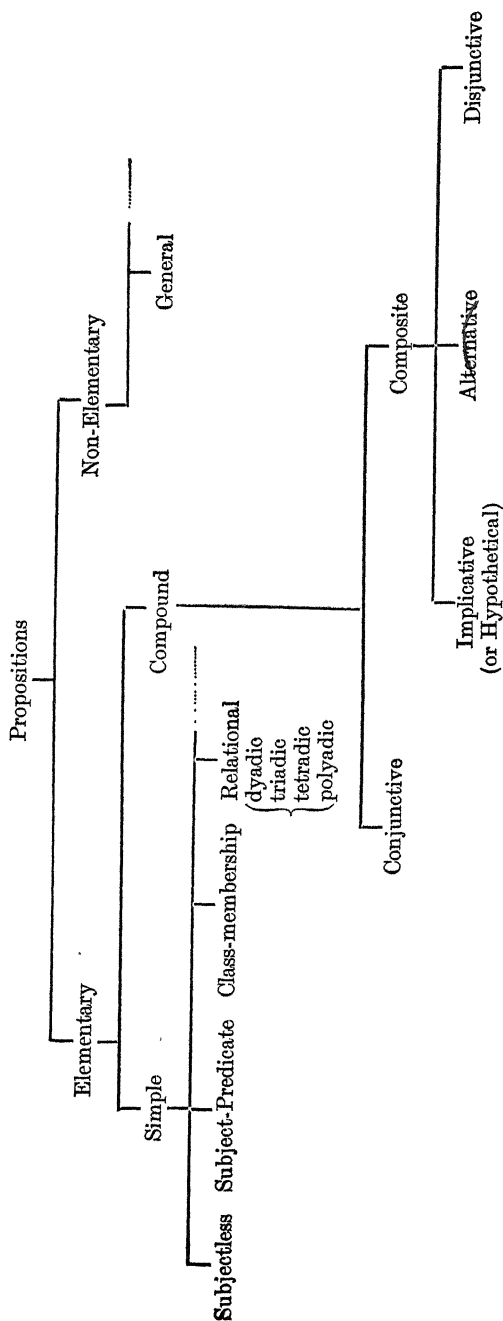 Propositions
Elementary
Non-Elementary
Simple
Compound
General
Subjectless
Subject-Predicate
Class-membership
Relational
dyadic
triadic
tetradic
polyadic
Conjunctive
Composite
Implicative
(or Hypothetical)
Alternative
Disjunctive